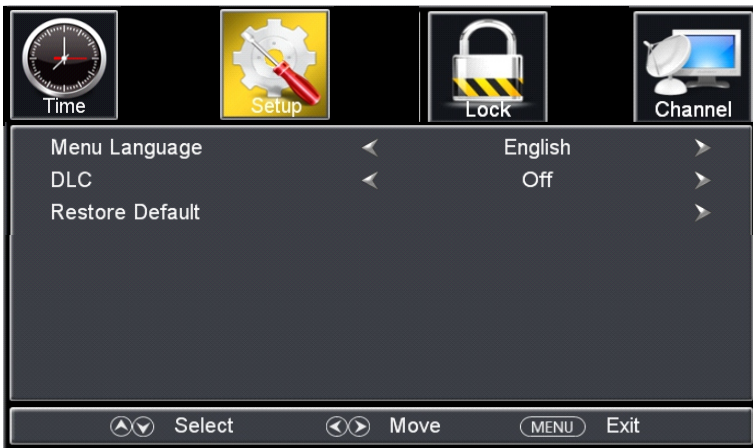 Time Setup Lock Channel
Menu Language English
DLC Off
Restore Default
Select Move MENU Exit